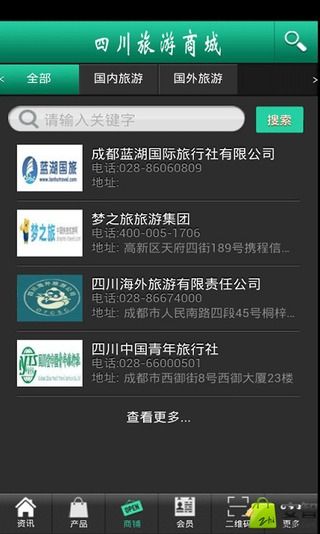 四川旅游商城
全部
国内旅游
国外旅游
请输入关键字
搜索
蓝湖国旅
成都蓝湖国际旅行社有限公司
电话:028-86060809
地址:
梦之旅
梦之旅旅游集团
电话:400-005-1706
地址: 高新区天府四街189号携程信...
四川海外旅游有限责任公司
电话:028-86674000
地址: 成都市人民南路四段45号桐梓...
四川中国青年旅行社
电话:028-66000501
地址: 成都市西御街8号西御大厦23楼
查看更多...
OPEN
资讯
产品
商铺
会员
二维码
更多